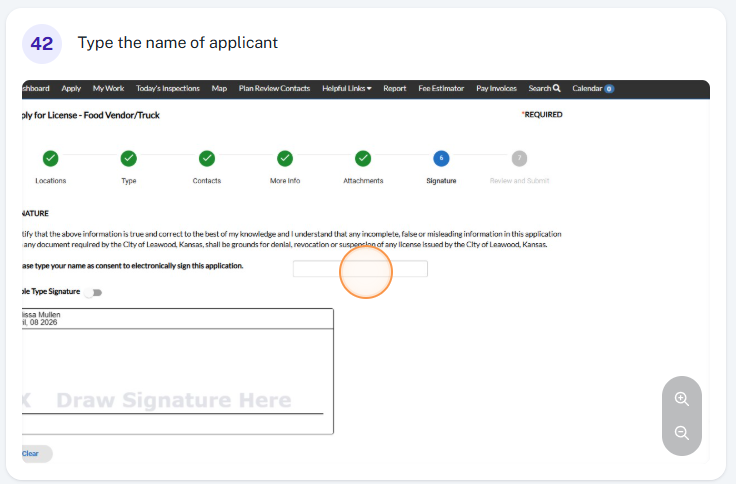 42 Type the name of applicant
shboard Apply My Work Today's Inspections Map Plan Review Contacts Helpful Links Report Fee Estimator Pay Invoices Search Calendar 0
ply for License - Food Vendor/Truck *REQUIRED
6 7
Locations Type Contacts More Info Attachments Signature Review and Submit
NATURE
tify that the above information is true and correct to the best of my knowledge and I understand that any incomplete, false or misleading information in this application
any document required by the City of Leawood, Kansas, shall be grounds for denial, revocation or suspension of any license issued by the City of Leawood, Kansas.
ase type your name as consent to electronically sign this application.
ble Type Signature
lissa Mullen
ril, 08 2026
X Draw Signature Here
Clear